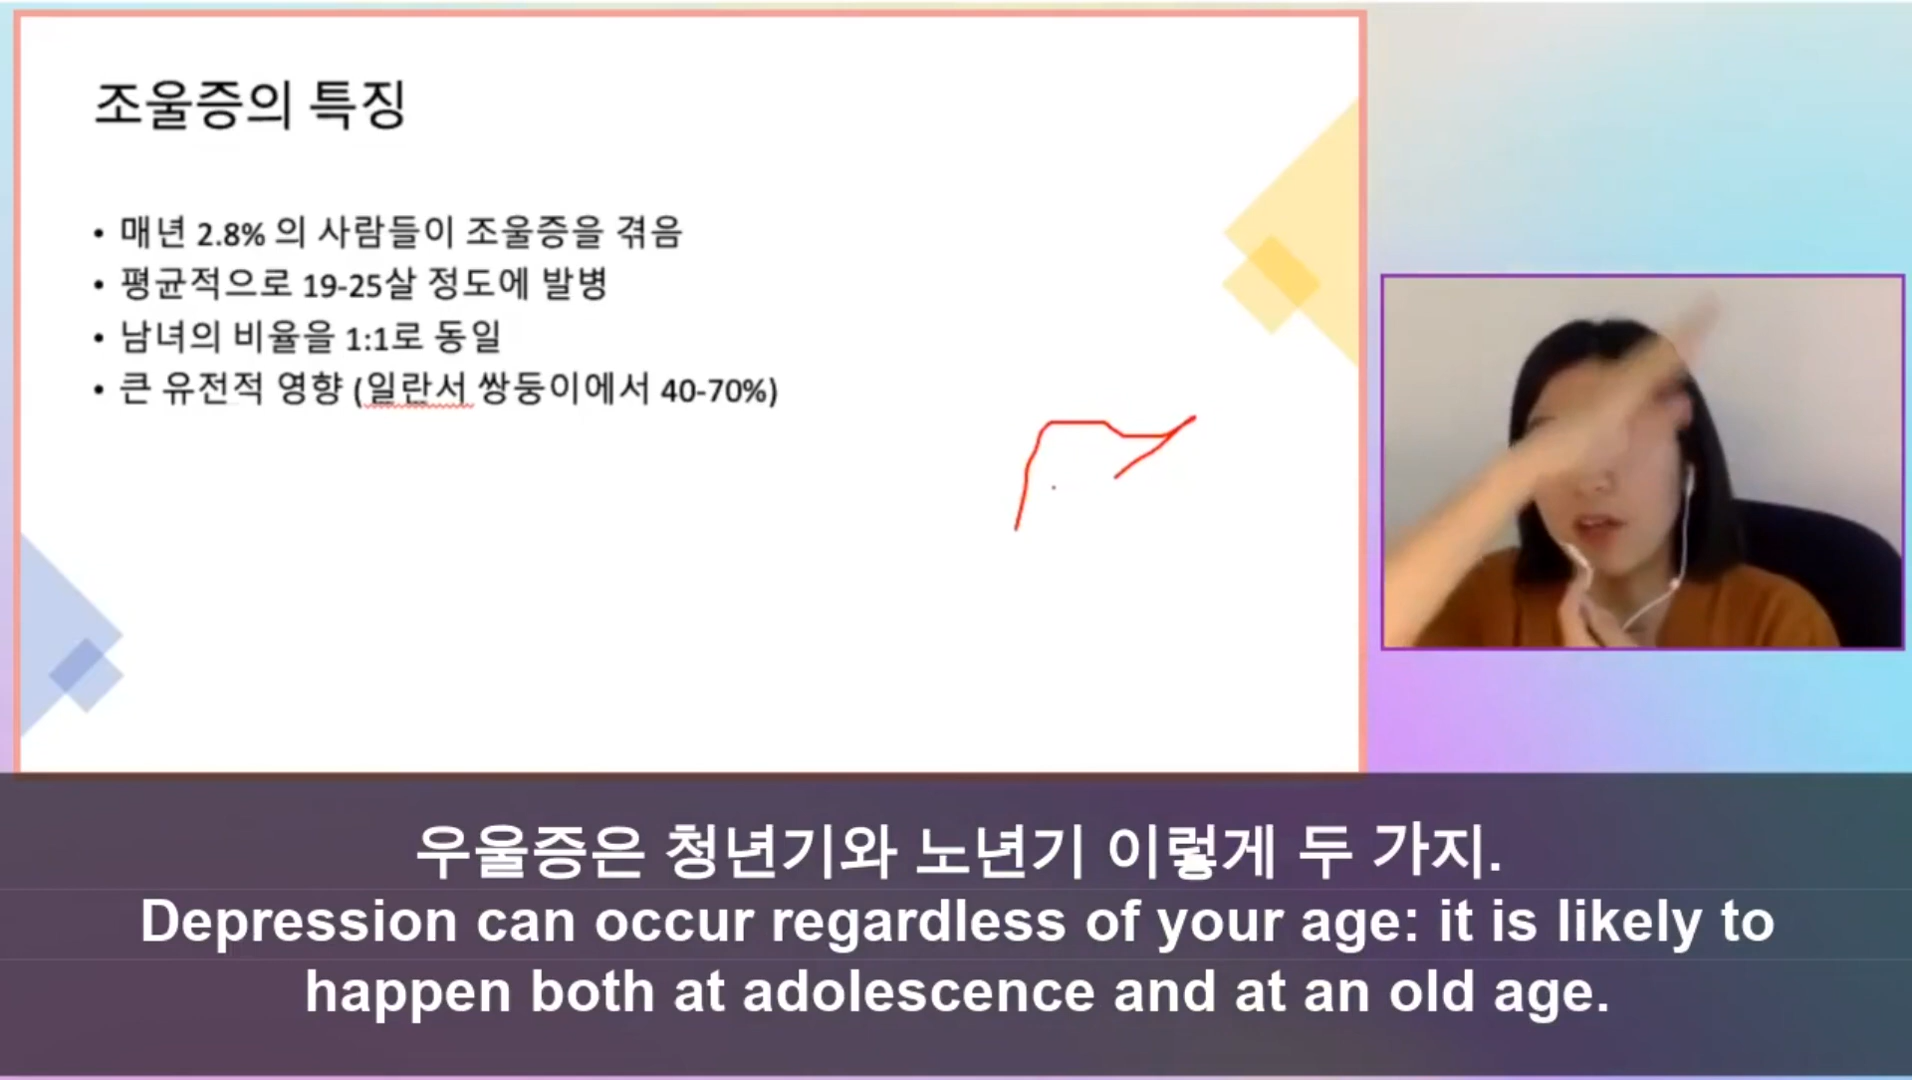 조울증의 특징
• 매년 2.8% 의 사람들이 조울증을 겪음
• 평균적으로 19-25살 정도에 발병
• 남녀의 비율을 1:1로 동일
• 큰 유전적 영향 (일란서 쌍둥이에서 40-70%)
우울증은 청년기와 노년기 이렇게 두 가지.
Depression can occur regardless of your age: it is likely to
happen both at adolescence and at an old age.